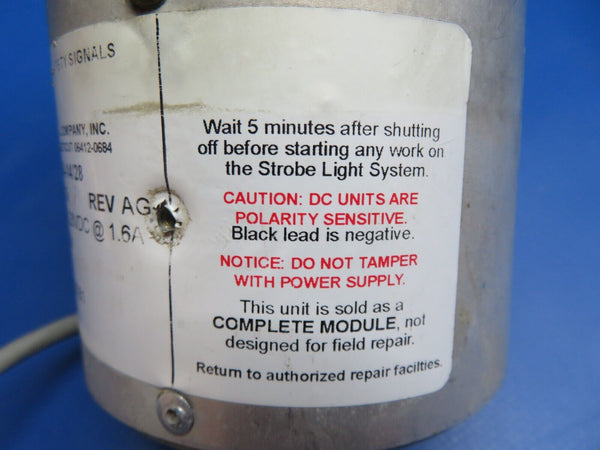 SIGNALS
COMPANY, INC.
06412-0684
REV AG
VDC @ 1.6A
Wait 5 minutes after shutting
off before starting any work on
the Strobe Light System.
CAUTION: DC UNITS ARE
POLARITY SENSITIVE.
Black lead is negative.
NOTICE: DO NOT TAMPER
WITH POWER SUPPLY.
This unit is sold as a
COMPLETE MODULE, not
designed for field repair.
Return to authorized repair facilties.